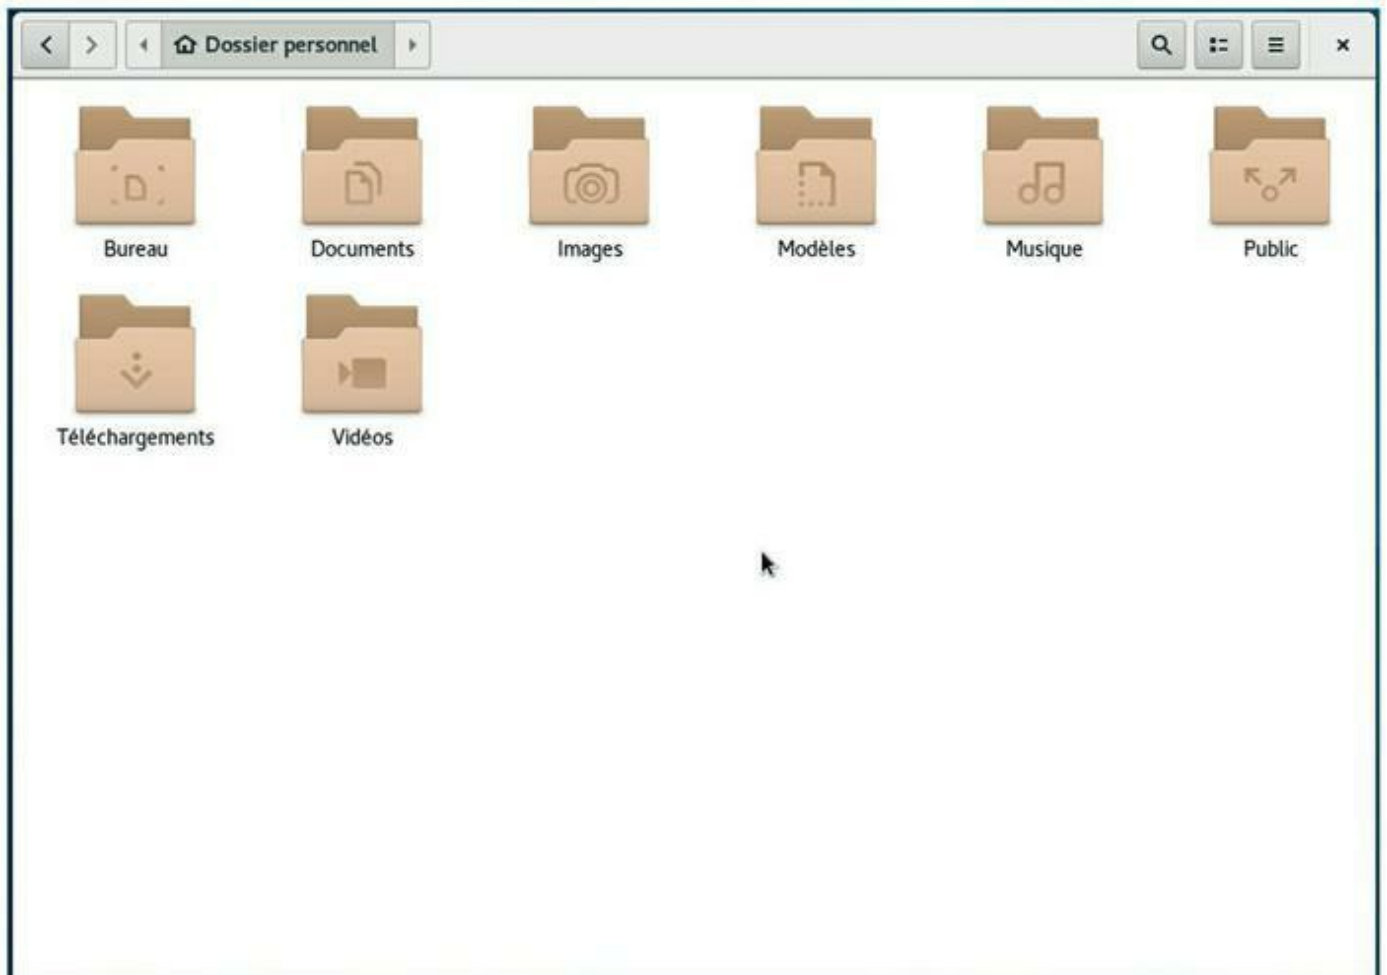 Dossier personnel
Bureau Documents Images Modèles Musique Public
Téléchargements Vidéos